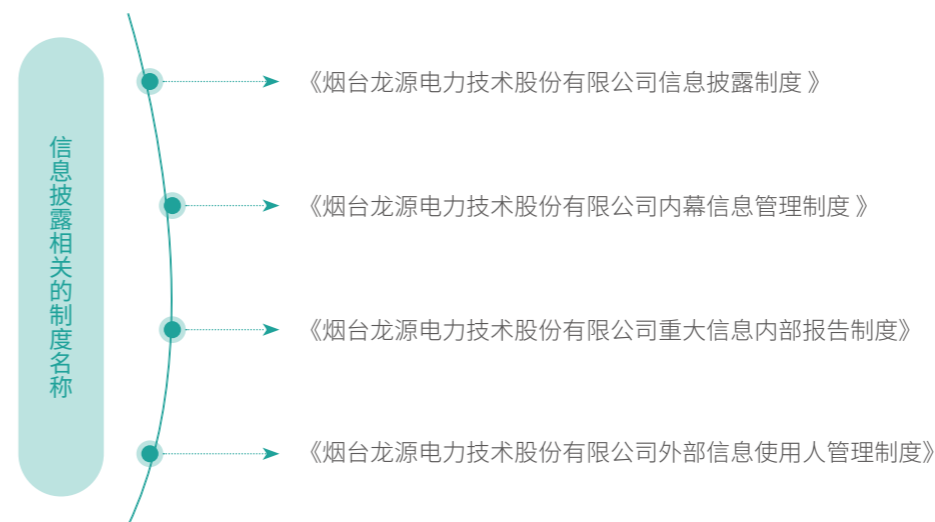 信息披露相关的制度名称
《烟台龙源电力技术股份有限公司信息披露制度 》
《烟台龙源电力技术股份有限公司内幕信息管理制度 》
《烟台龙源电力技术股份有限公司重大信息内部报告制度》
《烟台龙源电力技术股份有限公司外部信息使用人管理制度》